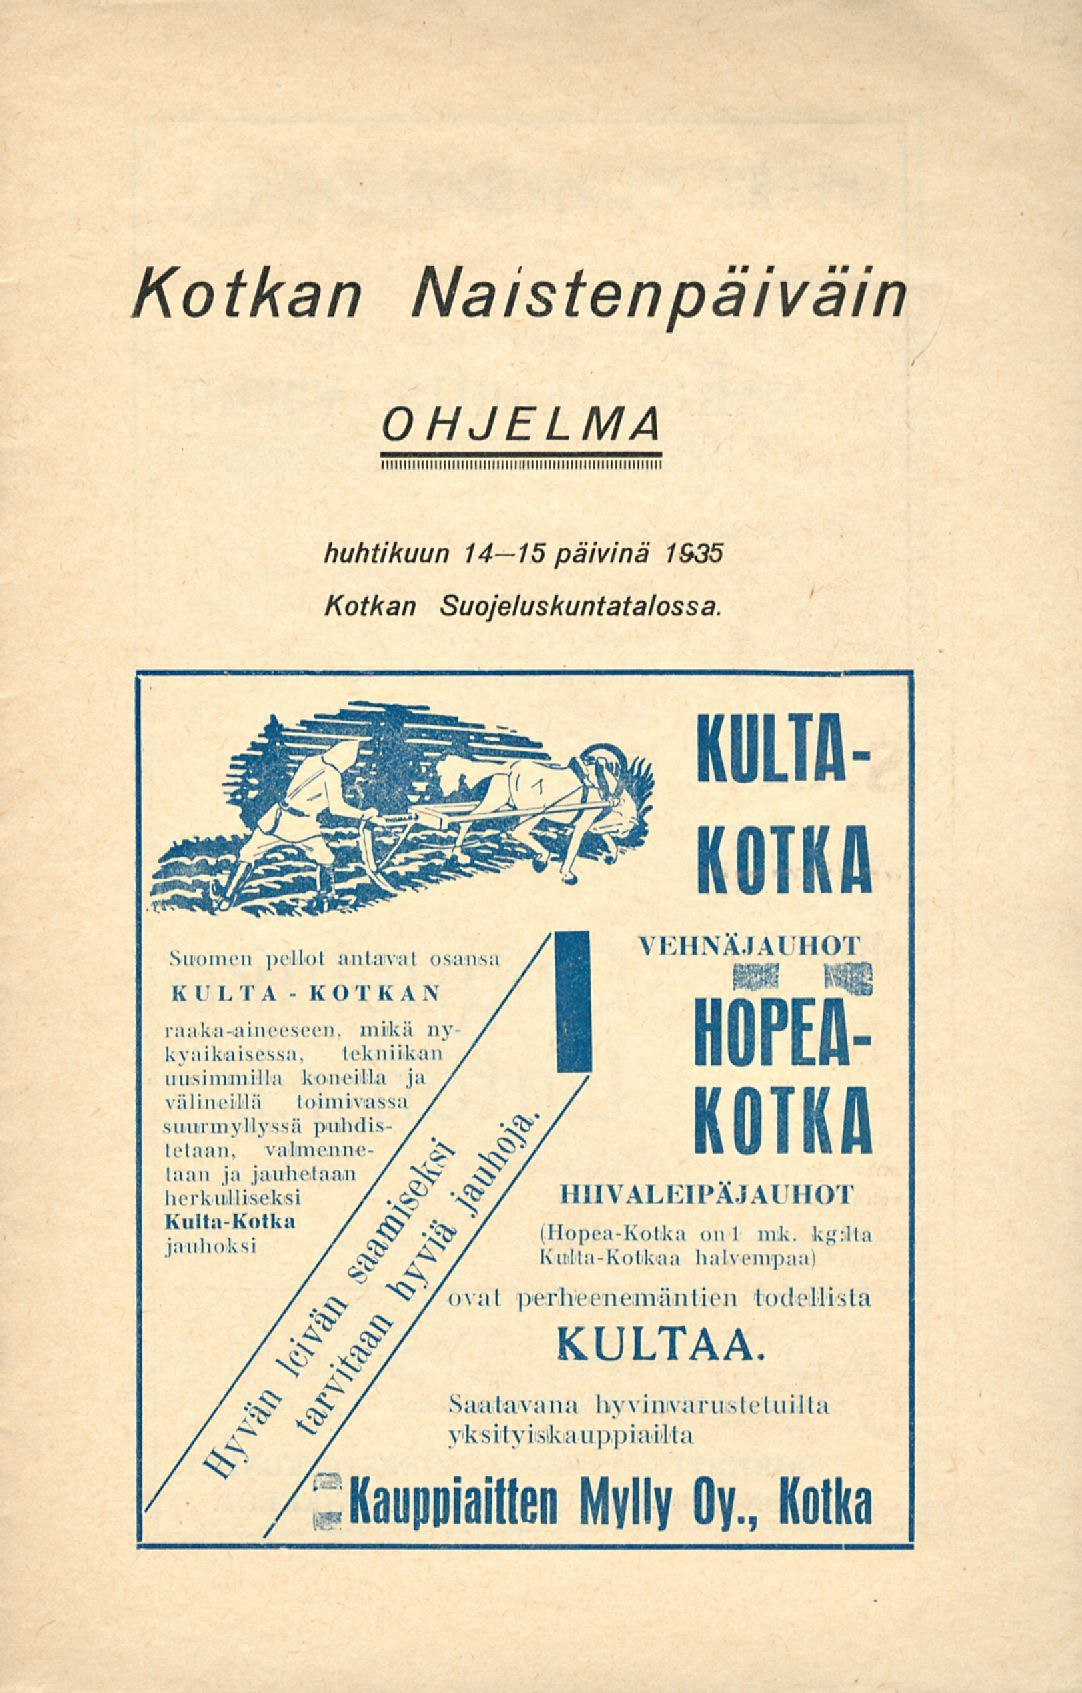 Kotkan Naistenpäiväin
OHJELMA
huhtikuun 14—15 päivinä 1935
Kotkan Suojeluskuntatalossa.
KULTA-
KOTKA
VEHNÄJAUHOT
HOPEA-
KOTKA
HIIVALEIPÄJAUHOT
(Hopea-Kotka on 1 mk. kg:lta
Kulta-Kotkaa halvempaa)
ovat perheenemäntien todellista
KULTAA.
Saatavana hyvinvarustetuilta
yksityiskauppiailta
Suomen pellot antavat osansa
KULTA - KOTKAN
raaka-aineeseen, mikä ny-
kyaikaisessa, tekniikan
uusimmilla koneilla ja
välineillä toimivassa
suurmyllyssä puhdis-
tetaan, valmenne-
taan ja jauhetaan
herkulliseksi
Kulta-Kotka
jauhoksi
Hyvän leivän saamiseksi
tarvitaan hyviä jauhoja.
Kauppiaitten Mylly Oy., Kotka